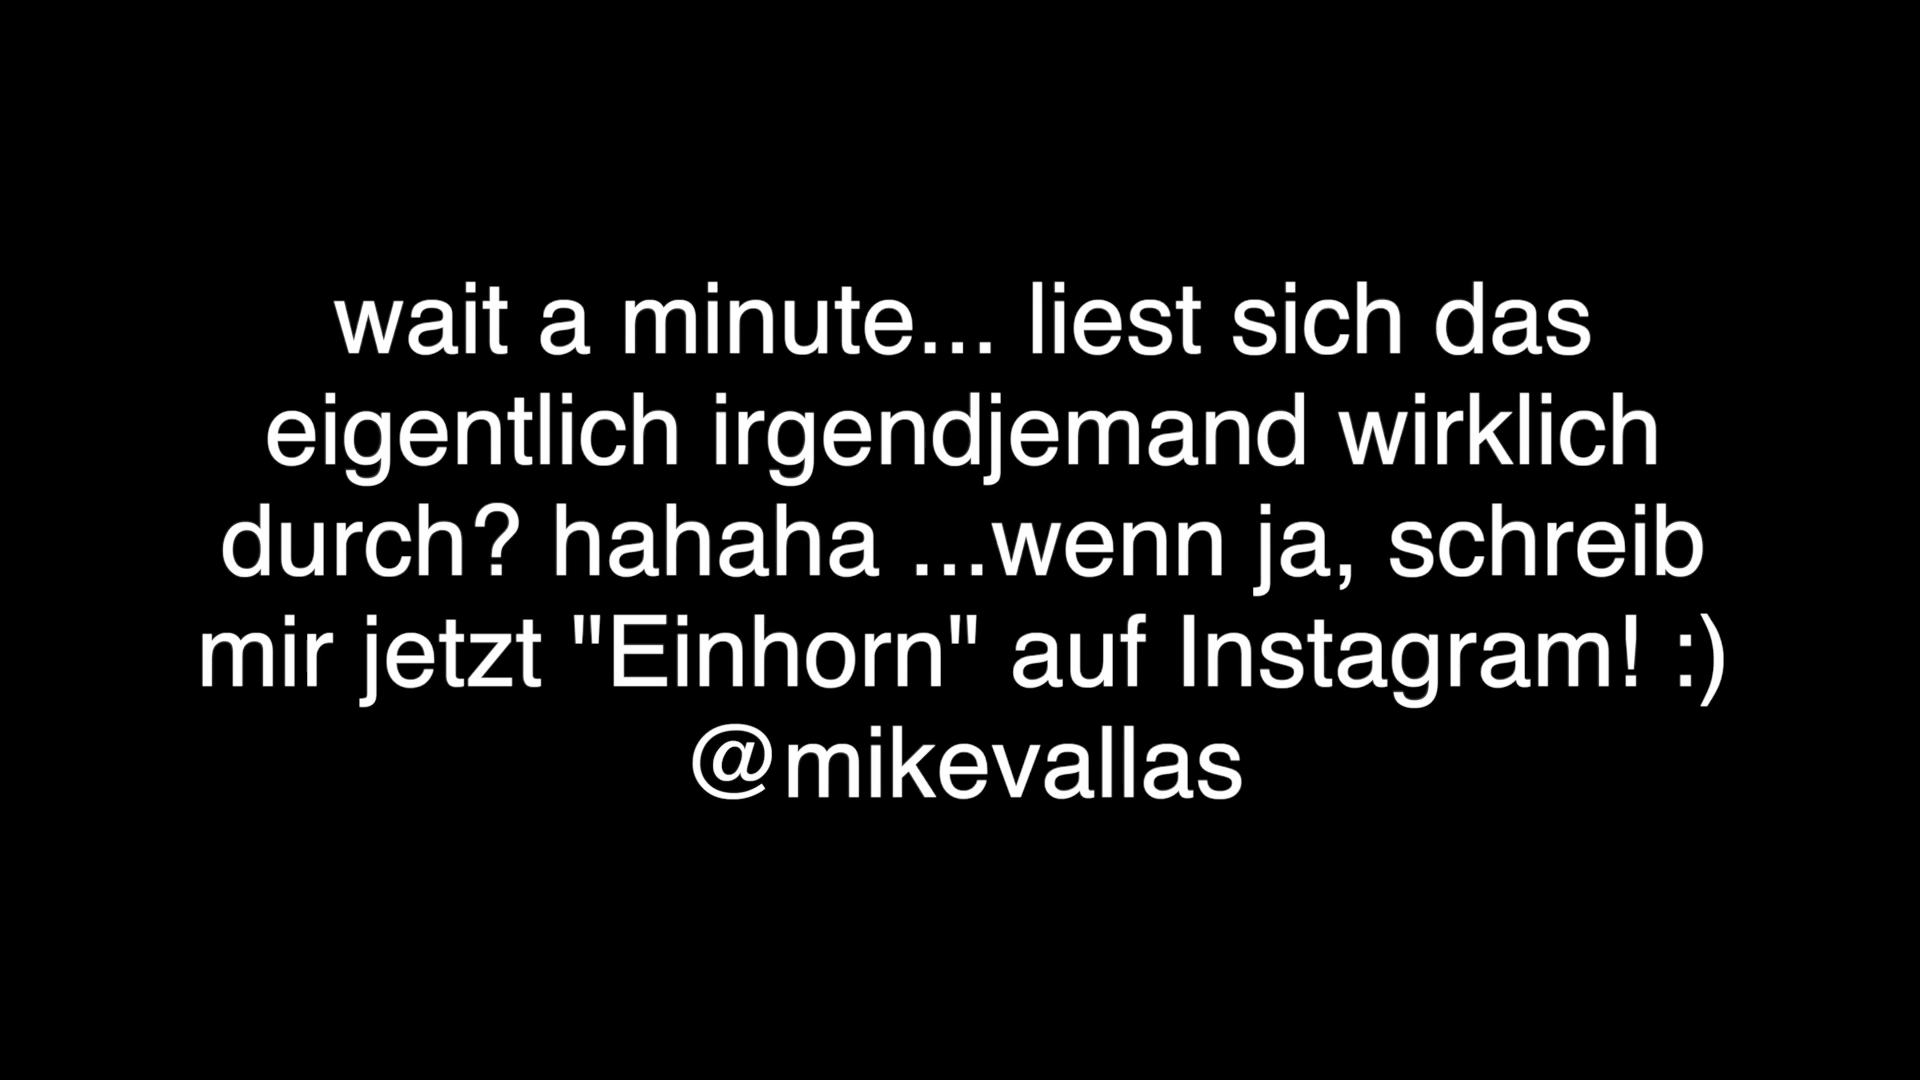 wait a minute... liest sich das
eigentlich irgendjemand wirklich
durch? hahaha ...wenn ja, schreib
mir jetzt "Einhorn" auf Instagram! :)
@mikevallas